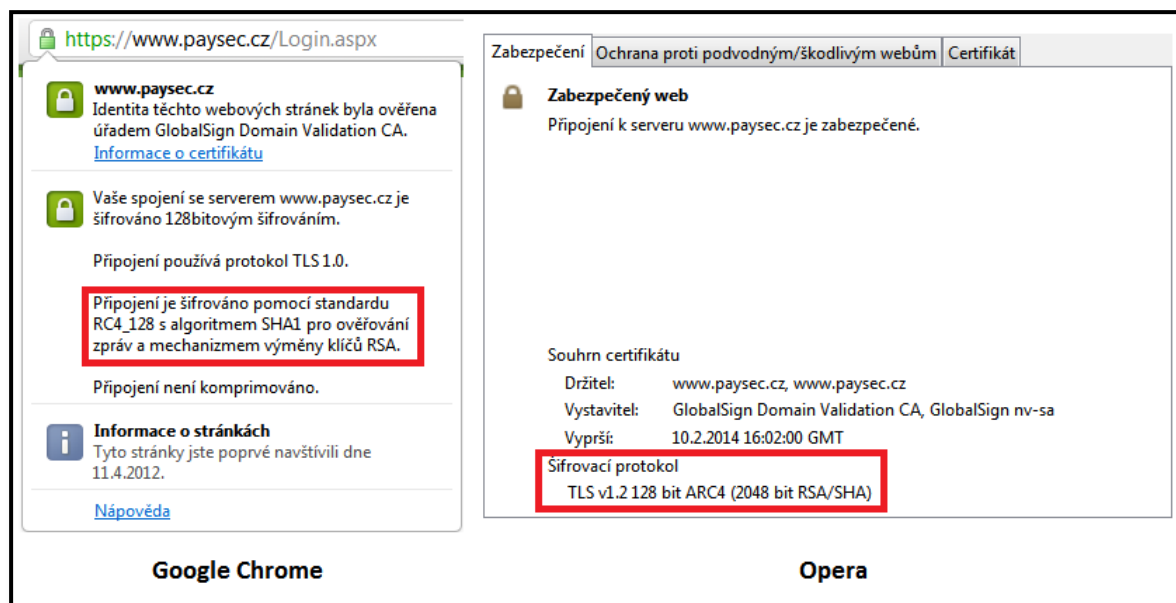 https://www.paysec.cz/Login.aspx
www.paysec.cz
Identita těchto webových stránek byla ověřena
úřadem GlobalSign Domain Validation CA.
Informace o certifikátu
Vaše spojení se serverem www.paysec.cz je
šifrováno 128bitovým šifrováním.
Připojení používá protokol TLS 1.0.
Připojení je šifrováno pomocí standardu
RC4_128 s algoritmem SHA1 pro ověřování
zpráv a mechanizmem výměny klíčů RSA.
Připojení není komprimováno.
Informace o stránkách
Tyto stránky jste poprvé navštívili dne
11.4.2012.
Nápověda
Google Chrome
Zabezpečení Ochrana proti podvodným/škodlivým webům Certifikát
Zabezpečený web
Připojení k serveru www.paysec.cz je zabezpečené.
Souhrn certifikátu
Držitel: www.paysec.cz, www.paysec.cz
Vystavitel: GlobalSign Domain Validation CA, GlobalSign nv-sa
Vyprší: 10.2.2014 16:02:00 GMT
Šifrovací protokol
TLS v1.2 128 bit ARC4 (2048 bit RSA/SHA)
Opera